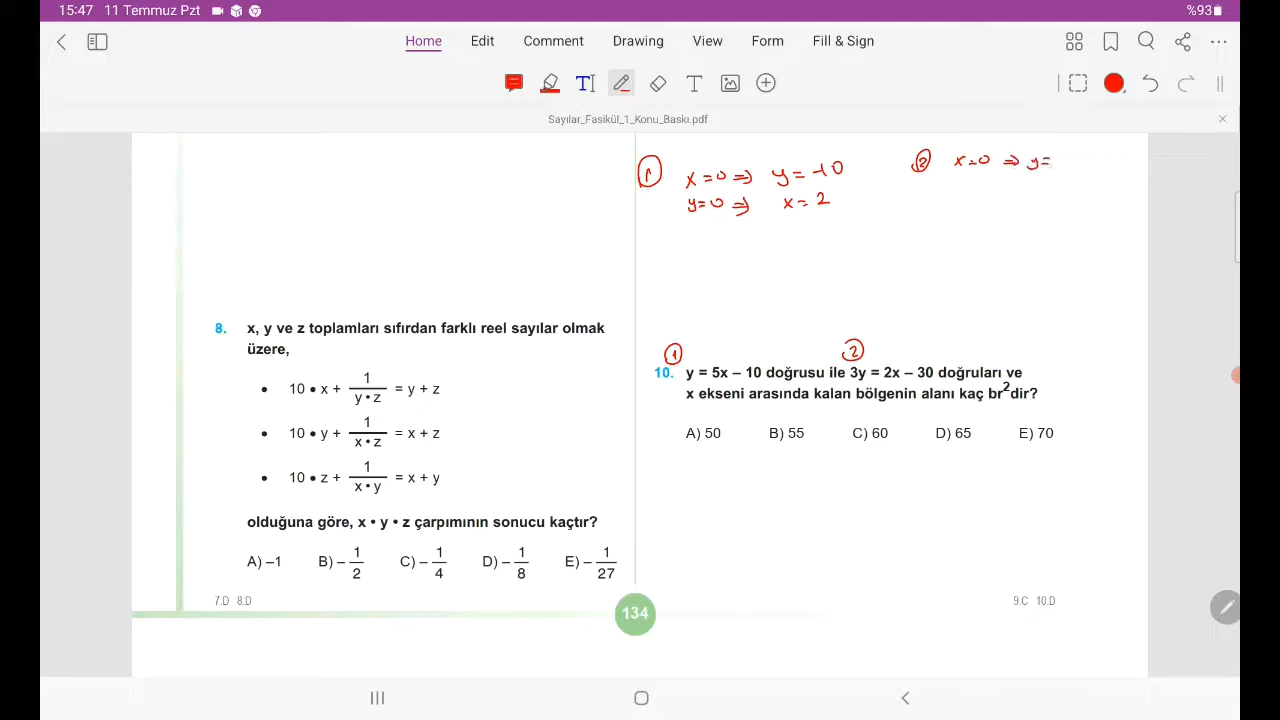 15:47 11 Temmuz Pzt %93
Home Edit Comment Drawing View Form Fill & Sign
Sayılar_Fasikül_1_Konu_Baskı.pdf
1 x=0 ⇒ y=-10
y=0 ⇒ x=2
2 x=0 ⇒ y=
8. x, y ve z toplamları sıfırdan farklı reel sayılar olmak
üzere,
• 10 • x + 1/(y • z) = y + z
• 10 • y + 1/(x • z) = x + z
• 10 • z + 1/(x • y) = x + y
olduğuna göre, x • y • z çarpımının sonucu kaçtır?
A) –1 B) –1/2 C) –1/4 D) –1/8 E) –1/27
7.D 8.D
1 2
10. y = 5x – 10 doğrusu ile 3y = 2x – 30 doğruları ve
x ekseni arasında kalan bölgenin alanı kaç br²dir?
A) 50 B) 55 C) 60 D) 65 E) 70
9.C 10.D
134